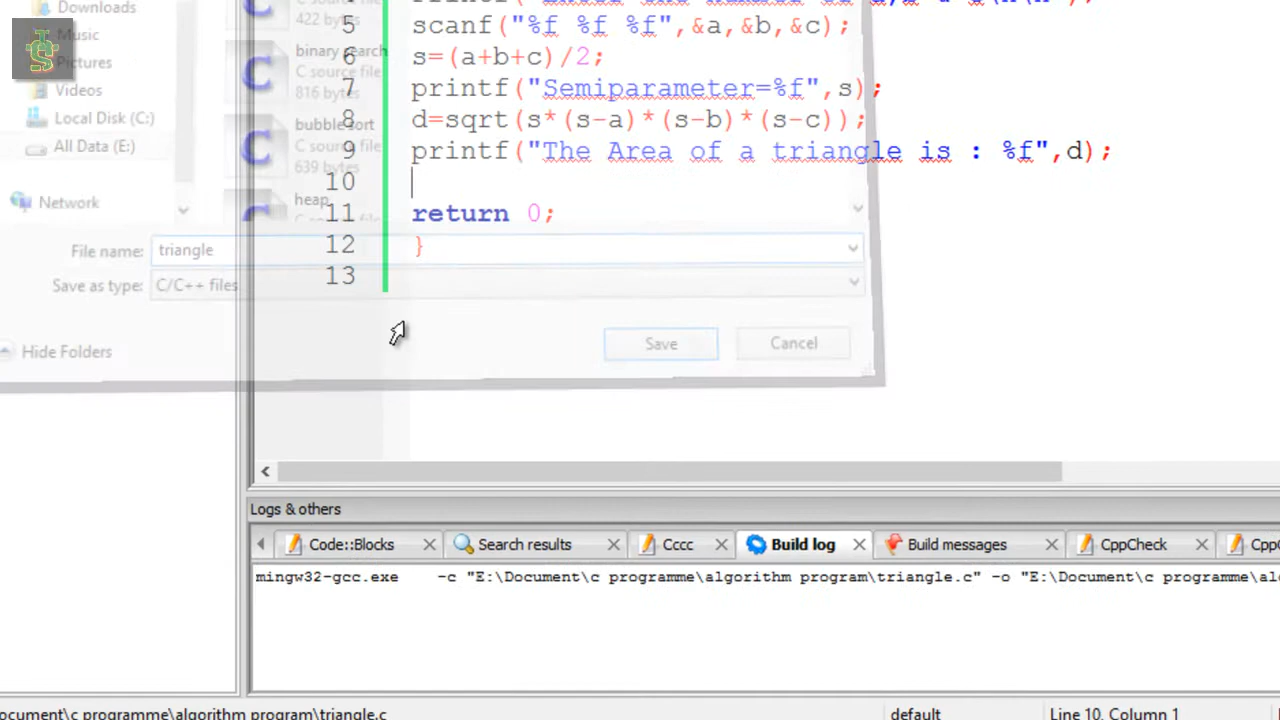 Downloads
Music
Pictures
Videos
Local Disk (C:)
All Data (E:)
Network
422 bytes
binary search
C source file
816 bytes
bubble sort
C source file
639 bytes
heap
File name: triangle
Save as type: C/C++ files
Hide Folders
Save
Cancel
5 scanf("%f %f %f",&a,&b,&c);
6 s=(a+b+c)/2;
7 printf("Semiparameter=%f",s);
8 d=sqrt(s*(s-a)*(s-b)*(s-c));
9 printf("The Area of a triangle is : %f",d);
10
11 return 0;
12 }
13
Logs & others
Code::Blocks
Search results
Cccc
Build log
Build messages
CppCheck
mingw32-gcc.exe -c "E:\Document\c programme\algorithm program\triangle.c" -o "E:\Document\c programme\al
ocument\c programme\algorithm program\triangle.c
default
Line 10, Column 1